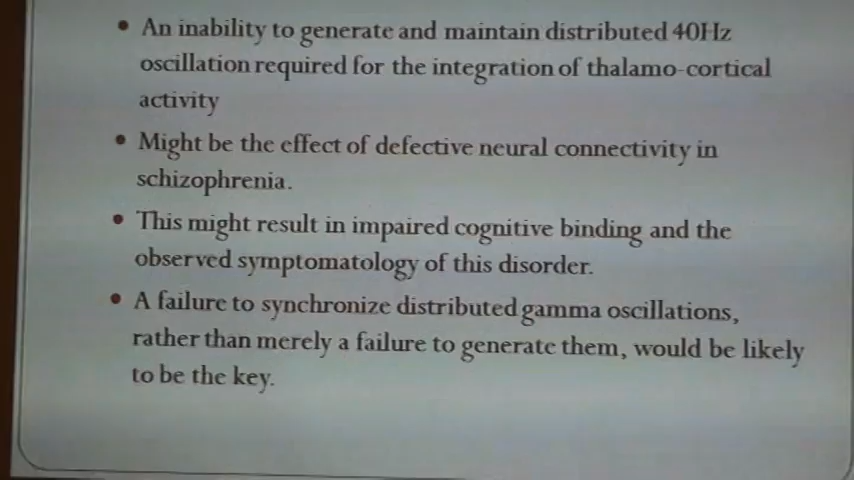 • An inability to generate and maintain distributed 40Hz
oscillation required for the integration of thalamo-cortical
activity
• Might be the effect of defective neural connectivity in
schizophrenia.
• This might result in impaired cognitive binding and the
observed symptomatology of this disorder.
• A failure to synchronize distributed gamma oscillations,
rather than merely a failure to generate them, would be likely
to be the key.